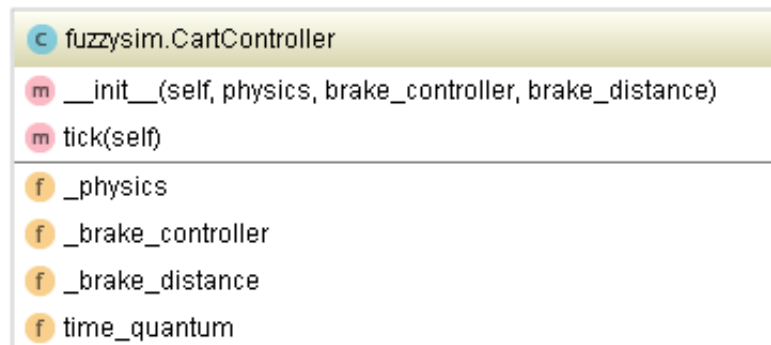 C fuzzysim.CartController
m __init__(self, physics, brake_controller, brake_distance)
m tick(self)
f _physics
f _brake_controller
f _brake_distance
f time_quantum